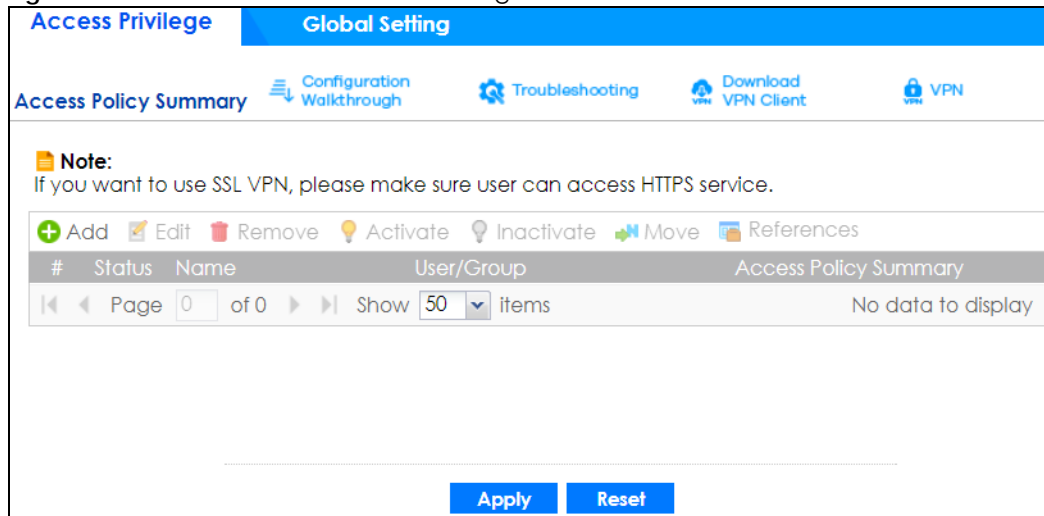 Access Privilege Global Setting
Access Policy Summary Configuration Walkthrough Troubleshooting Download VPN Client VPN
Note:
If you want to use SSL VPN, please make sure user can access HTTPS service.
Add Edit Remove Activate Inactivate Move References
# Status Name User/Group Access Policy Summary
Page 0 of 0 Show 50 items No data to display
Apply Reset